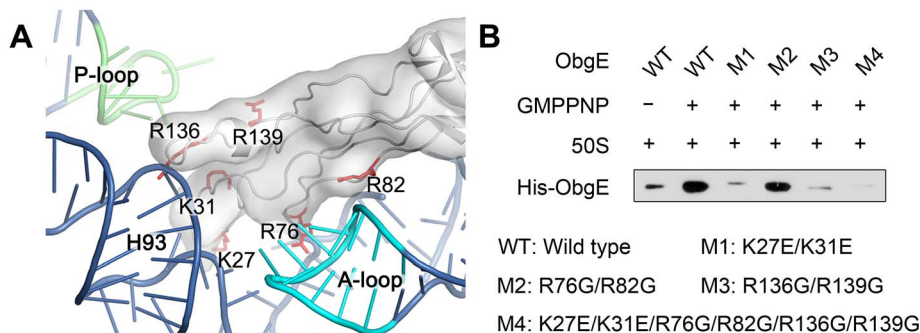 A
P-loop
R136
R139
R82
K31
H93
R76
K27
A-loop
B
ObgE WT WT M1 M2 M3 M4
GMPPNP - + + + + +
50S + + + + + +
His-ObgE
WT: Wild type M1: K27E/K31E
M2: R76G/R82G M3: R136G/R139G
M4: K27E/K31E/R76G/R82G/R136G/R139G